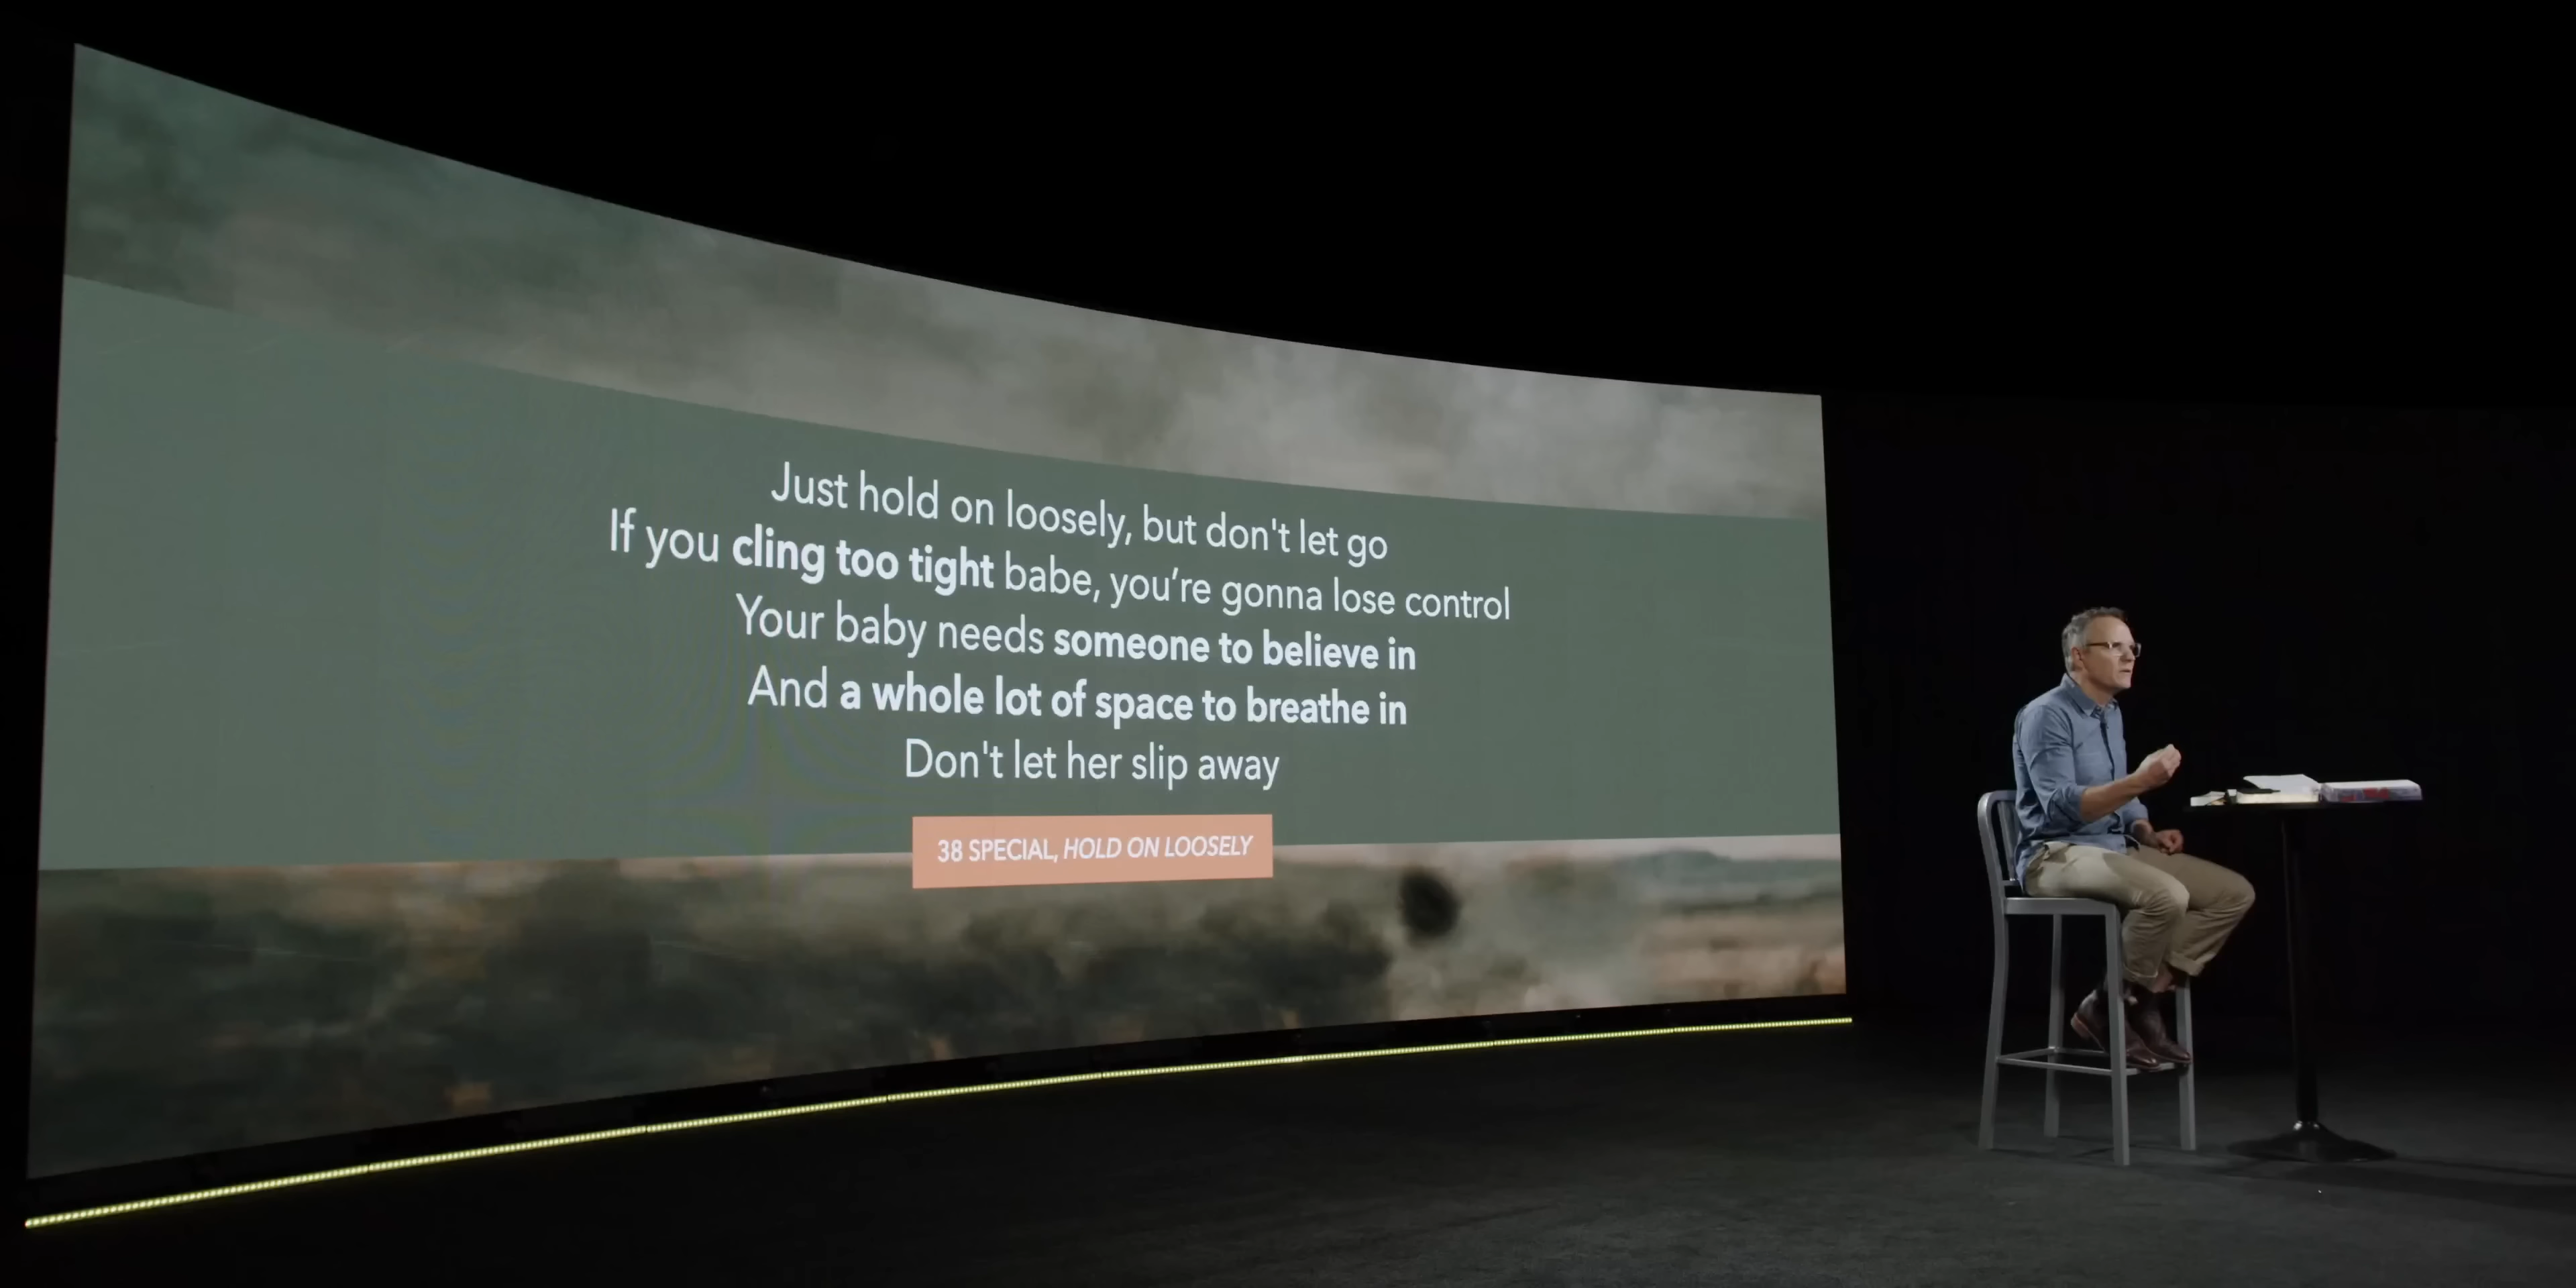 Just hold on loosely, but don't let go
If you cling too tight babe, you’re gonna lose control
Your baby needs someone to believe in
And a whole lot of space to breathe in
Don't let her slip away
38 SPECIAL, HOLD ON LOOSELY